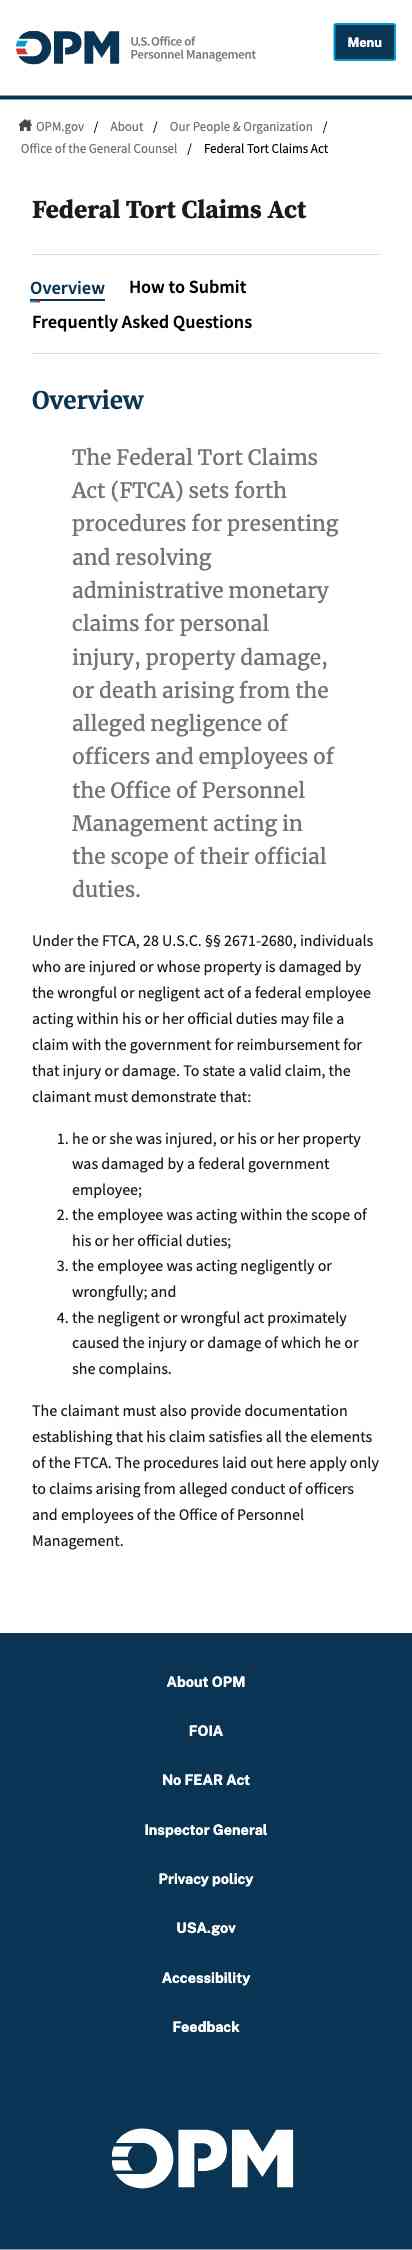 OPM U.S. Office of
Personnel Management
Menu
OPM.gov / About / Our People & Organization /
Office of the General Counsel / Federal Tort Claims Act
Federal Tort Claims Act
Overview How to Submit
Frequently Asked Questions
Overview
The Federal Tort Claims
Act (FTCA) sets forth
procedures for presenting
and resolving
administrative monetary
claims for personal
injury, property damage,
or death arising from the
alleged negligence of
officers and employees of
the Office of Personnel
Management acting in
the scope of their official
duties.
Under the FTCA, 28 U.S.C. §§ 2671-2680, individuals
who are injured or whose property is damaged by
the wrongful or negligent act of a federal employee
acting within his or her official duties may file a
claim with the government for reimbursement for
that injury or damage. To state a valid claim, the
claimant must demonstrate that:
1. he or she was injured, or his or her property
was damaged by a federal government
employee;
2. the employee was acting within the scope of
his or her official duties;
3. the employee was acting negligently or
wrongfully; and
4. the negligent or wrongful act proximately
caused the injury or damage of which he or
she complains.
The claimant must also provide documentation
establishing that his claim satisfies all the elements
of the FTCA. The procedures laid out here apply only
to claims arising from alleged conduct of officers
and employees of the Office of Personnel
Management.
About OPM
FOIA
No FEAR Act
Inspector General
Privacy policy
USA.gov
Accessibility
Feedback
OPM